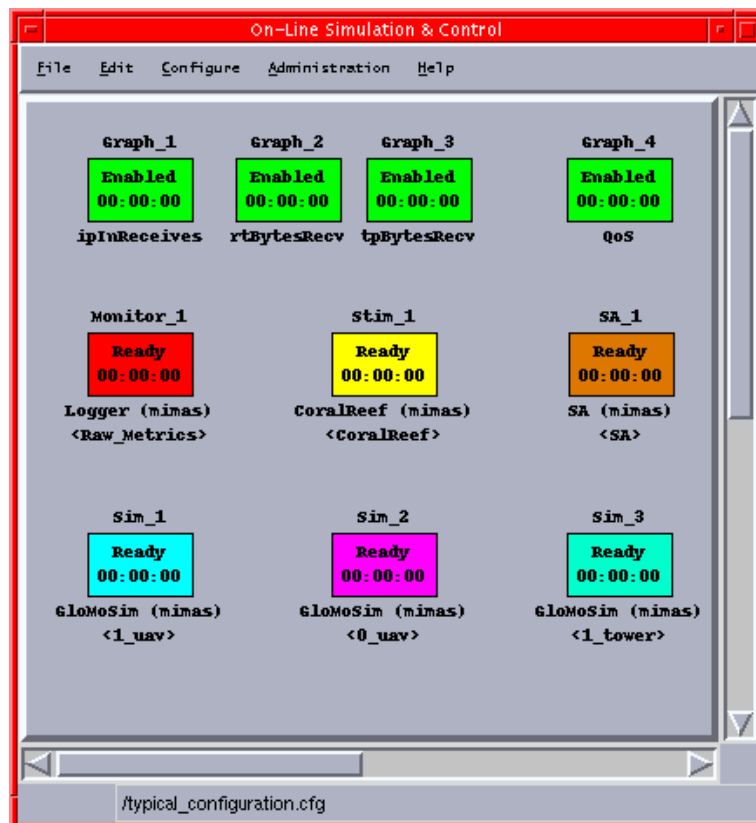 On-Line Simulation & Control
File Edit Configure Administration Help
Graph_1 Graph_2 Graph_3 Graph_4
Enabled Enabled Enabled Enabled
00:00:00 00:00:00 00:00:00 00:00:00
ipInReceives rtBytesRecv tpBytesRecv QoS
Monitor_1 Stim_1 SA_1
Ready Ready Ready
00:00:00 00:00:00 00:00:00
Logger (mimas) CoralReef (mimas) SA (mimas)
<Raw_Metrics> <CoralReef> <SA>
Sim_1 Sim_2 Sim_3
Ready Ready Ready
00:00:00 00:00:00 00:00:00
GloMoSim (mimas) GloMoSim (mimas) GloMoSim (mimas)
<1_uav> <0_uav> <1_tower>
/typical_configuration.cfg